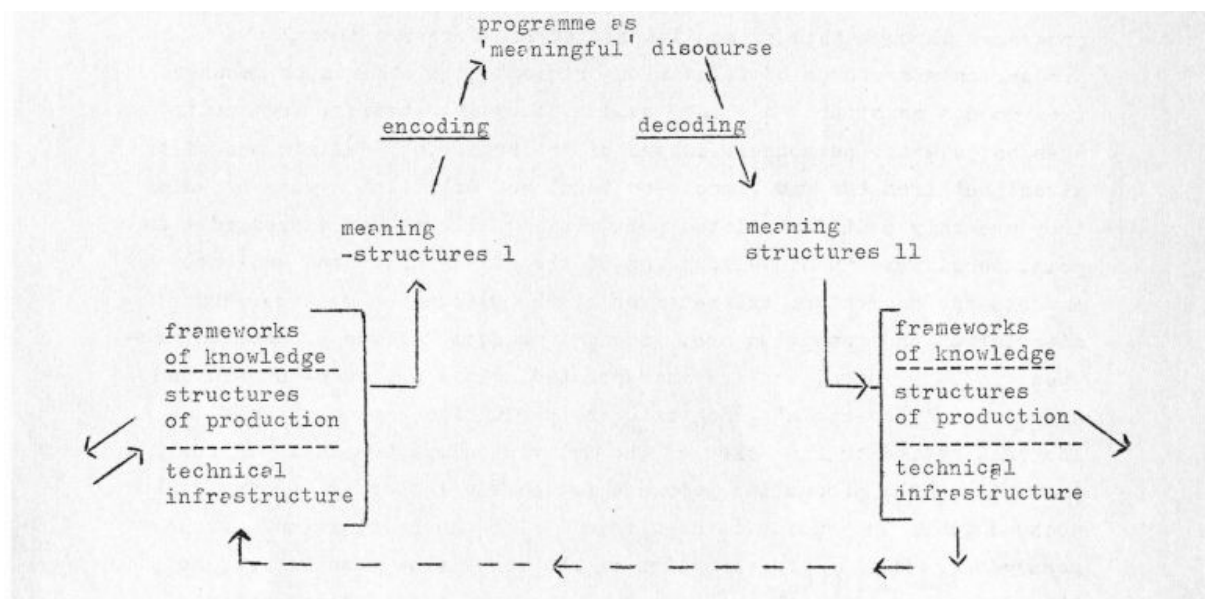 programme as
'meaningful' discourse
encoding
decoding
meaning
-structures 1
meaning
structures 11
frameworks
of knowledge
structures
of production
technical
infrastructure
frameworks
of knowledge
structures
of production
technical
infrastructure